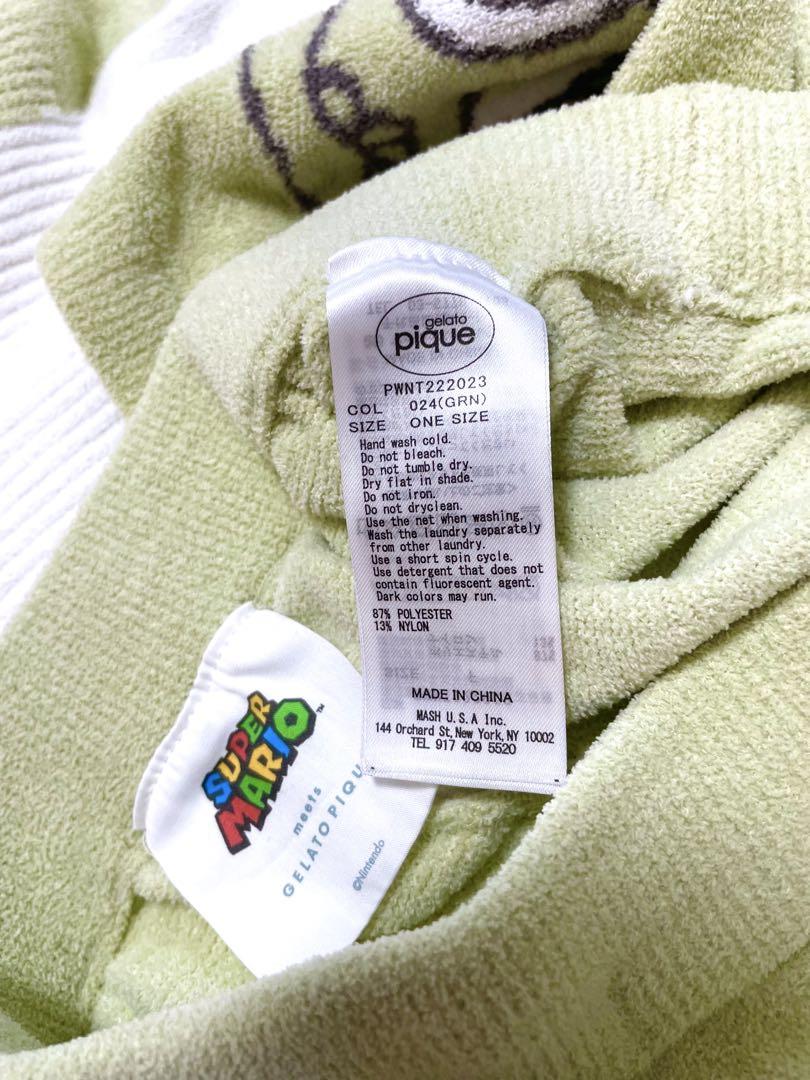 gelato
pique
PWNT222023
COL 024(GRN)
SIZE ONE SIZE
Hand wash cold.
Do not bleach.
Do not tumble dry.
Dry flat in shade.
Do not iron.
Do not dryclean.
Use the net when washing.
Wash the laundry separately
from other laundry.
Use a short spin cycle.
Use detergent that does not
contain fluorescent agent.
Dark colors may run.
87% POLYESTER
13% NYLON
MADE IN CHINA
MASH U.S.A Inc.
144 Orchard St, New York, NY 10002
TEL 917 409 5520
SUPER
MARIO™
meets
GELATO PIQU
©Nintendo